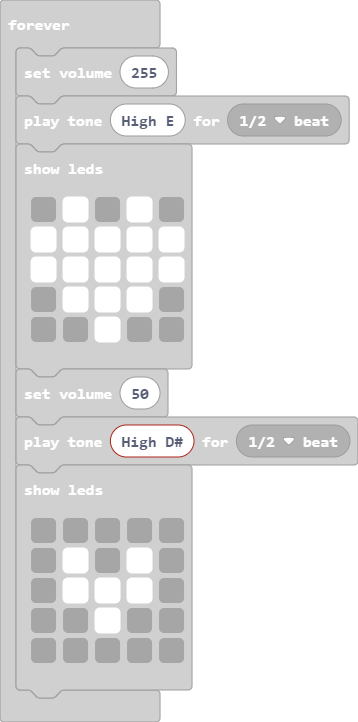 forever
set volume 255
play tone High E for 1/2 beat
show leds
set volume 50
play tone High D# for 1/2 beat
show leds